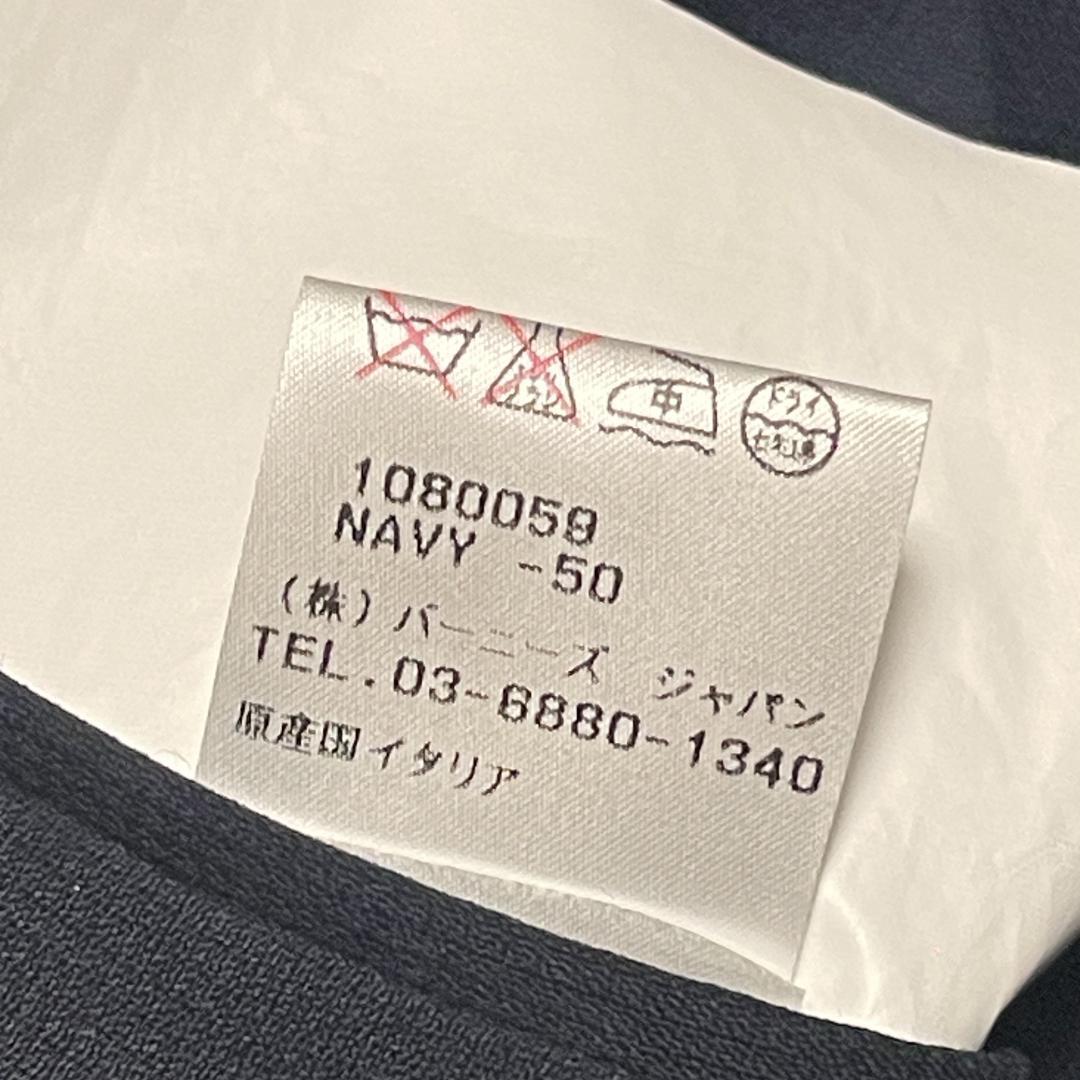 中 ドライ
石油系
1080059
NAVY -50
(株)バーニーズ ジャパン
TEL.03-6880-1340
原産国イタリア